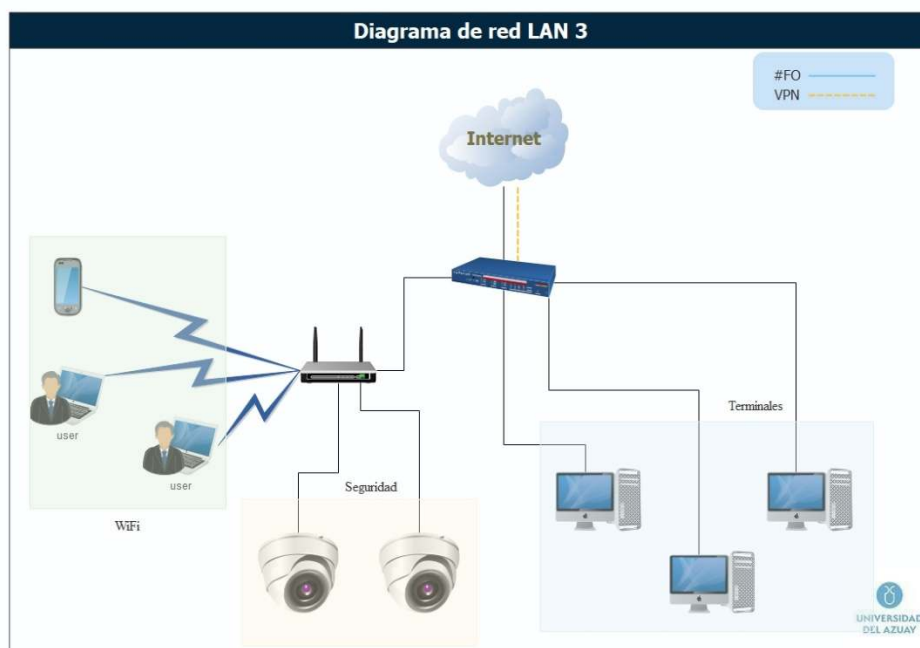 Diagrama de red LAN 3
#FO
VPN
Internet
user
user
WiFi
Seguridad
Terminales
UNIVERSIDAD
DEL AZUAY